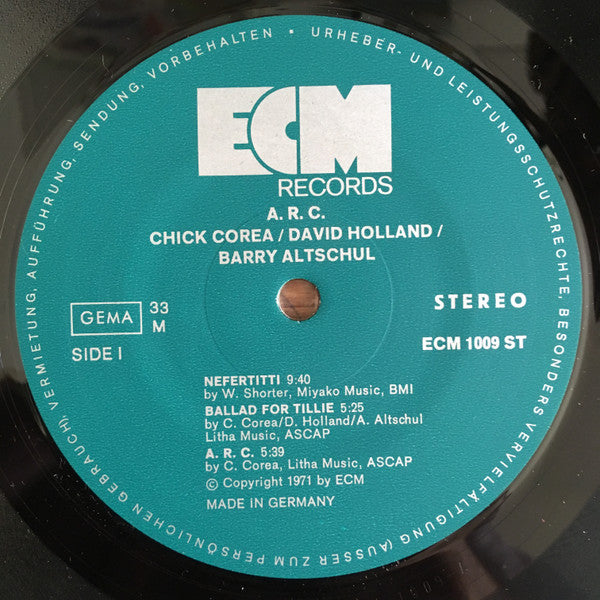 URHEBER- UND LEISTUNGSSCHUTZRECHTE, BESONDERS VERVIELFÄLTIGUNG (AUSSER ZUM PERSÖNLICHEN GEBRAUCH), VERMIETUNG, AUFFÜHRUNG, SENDUNG, VORBEHALTEN •
ECM
RECORDS
A. R. C.
CHICK COREA / DAVID HOLLAND /
BARRY ALTSCHUL
GEMA
33
M
STEREO
SIDE I
ECM 1009 ST
NEFERTITTI 9:40
by W. Shorter, Miyako Music, BMI
BALLAD FOR TILLIE 5:25
by C. Corea/D. Holland/A. Altschul
Litha Music, ASCAP
A. R. C. 5:39
by C. Corea, Litha Music, ASCAP
© Copyright 1971 by ECM
MADE IN GERMANY